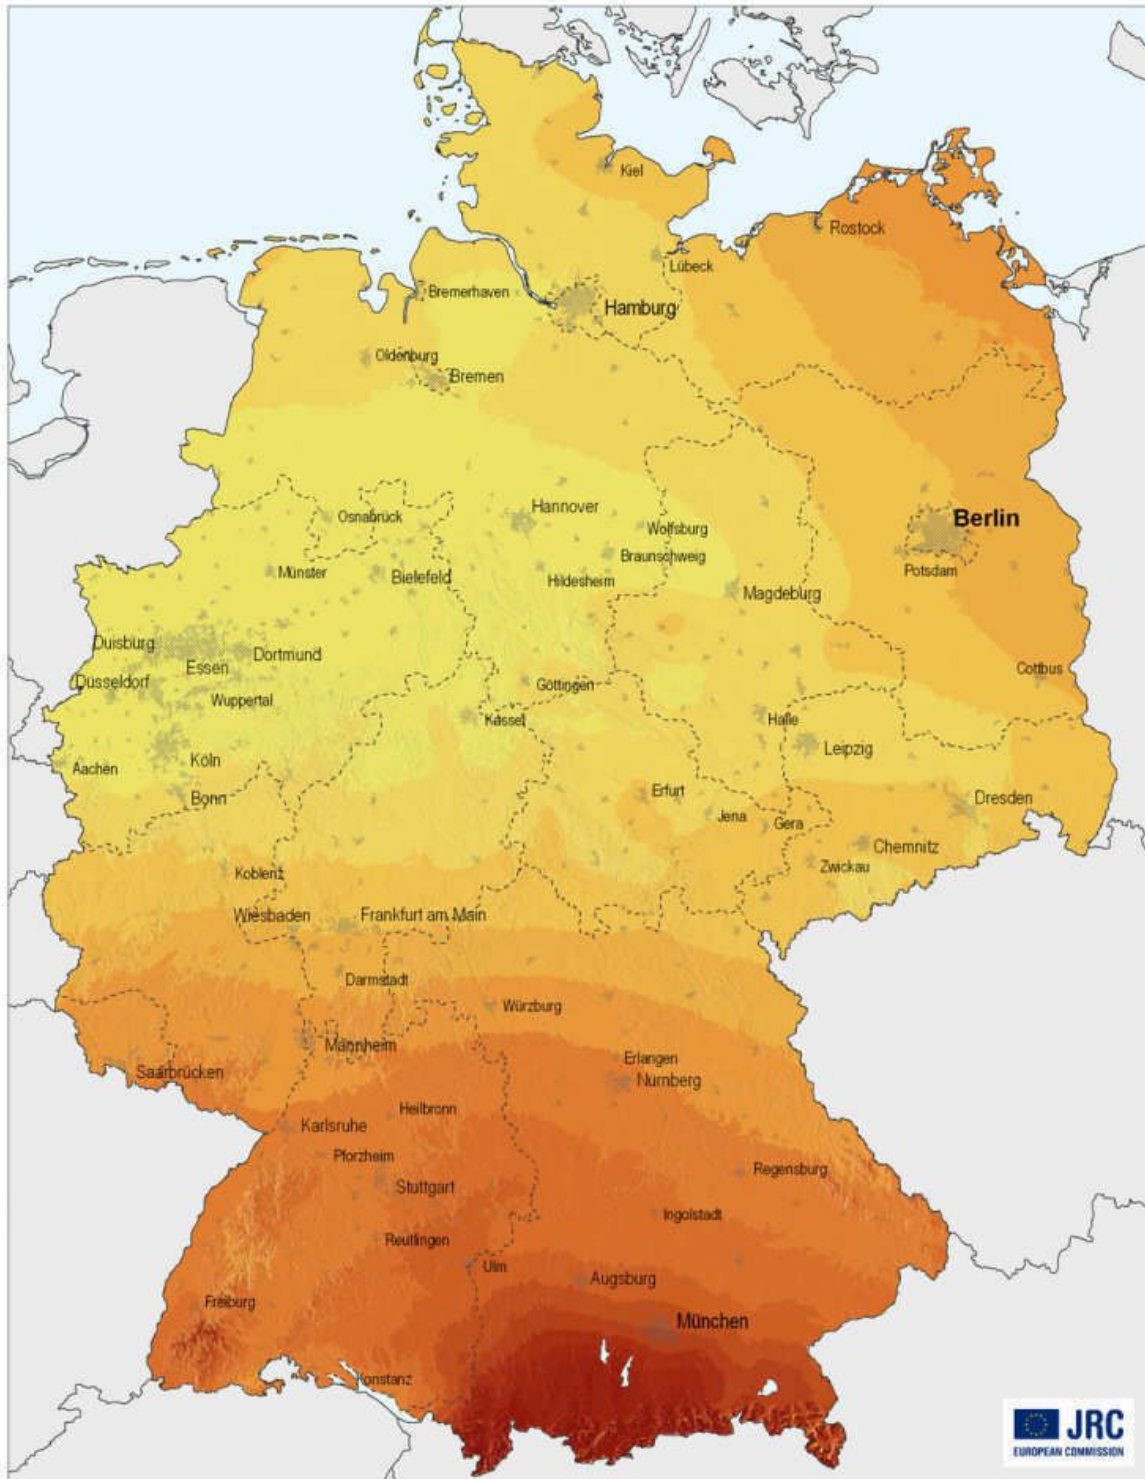 Kiel
Rostock
Lübeck
Bremerhaven
Hamburg
Oldenburg
Bremen
Hannover
Osnabrück
Berlin
Wolfsburg
Braunschweig
Potsdam
Münster
Bielefeld
Hildesheim
Magdeburg
Duisburg
Dortmund
Essen
Cottbus
Düsseldorf
Göttingen
Wuppertal
Kassel
Halle
Leipzig
Köln
Aachen
Bonn
Erfurt
Dresden
Jena
Gera
Chemnitz
Zwickau
Koblenz
Wiesbaden
Frankfurt am Main
Darmstadt
Würzburg
Mannheim
Erlangen
Saarbrücken
Nürnberg
Heilbronn
Karlsruhe
Pforzheim
Regensburg
Stuttgart
Ingolstadt
Reutlingen
Ulm
Augsburg
Freiburg
München
Konstanz
JRC
EUROPEAN COMMISSION